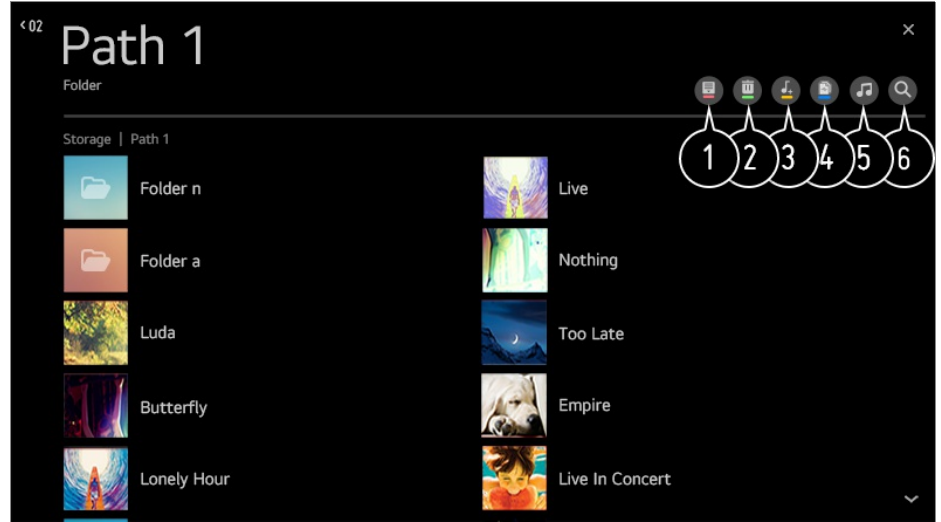 < 02
Path 1
Folder
1 2 3 4 5 6
Storage | Path 1
Folder n
Live
Folder a
Nothing
Luda
Too Late
Butterfly
Empire
Lonely Hour
Live In Concert